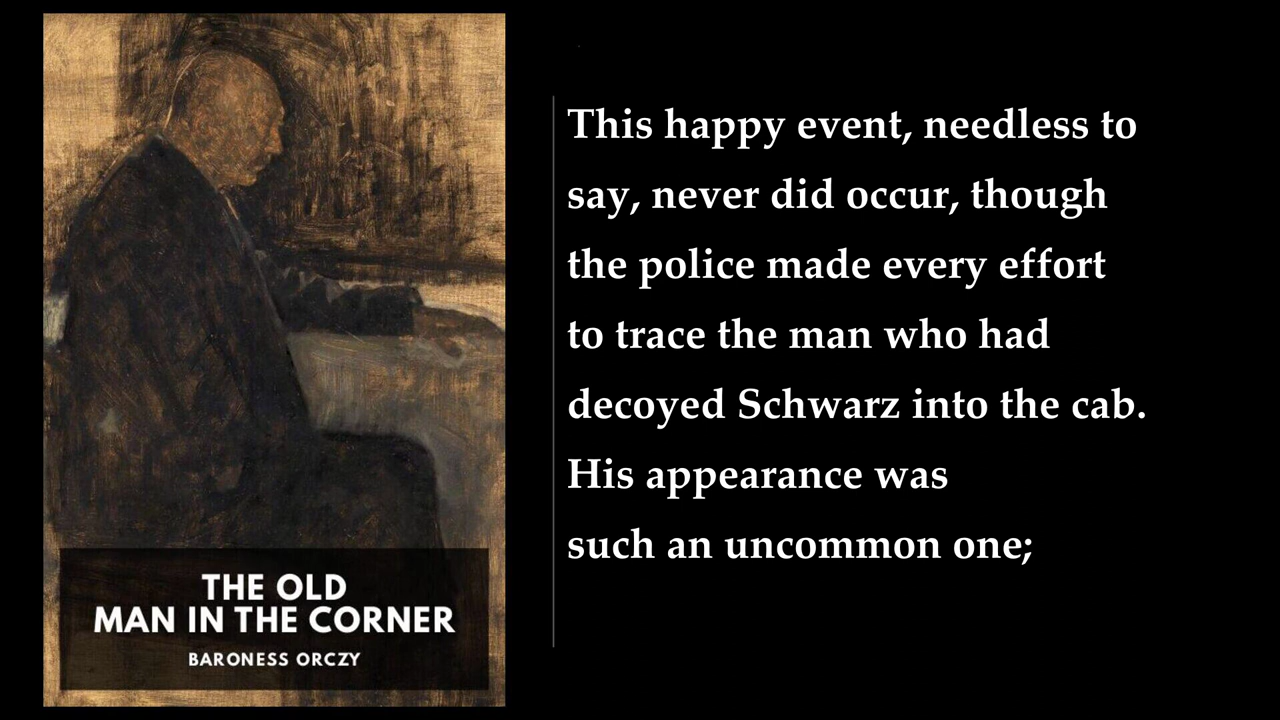 THE OLD
MAN IN THE CORNER
BARONESS ORCZY
This happy event, needless to
say, never did occur, though
the police made every effort
to trace the man who had
decoyed Schwarz into the cab.
His appearance was
such an uncommon one;